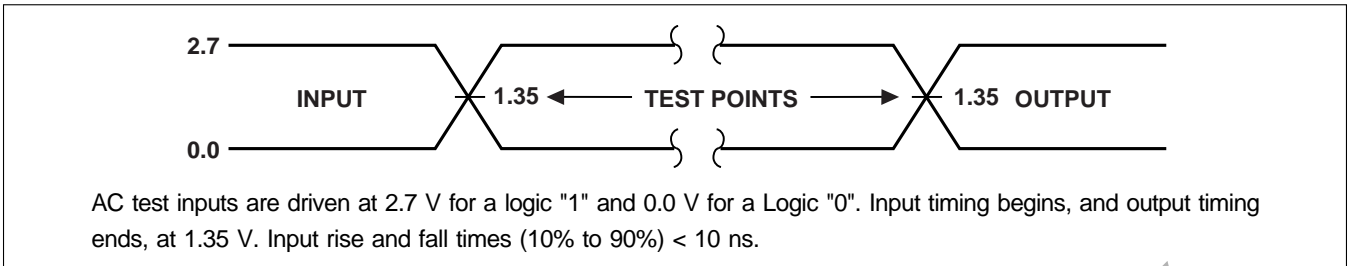 2.7
INPUT 1.35 TEST POINTS 1.35 OUTPUT
0.0
AC test inputs are driven at 2.7 V for a logic "1" and 0.0 V for a Logic "0". Input timing begins, and output timing
ends, at 1.35 V. Input rise and fall times (10% to 90%) < 10 ns.